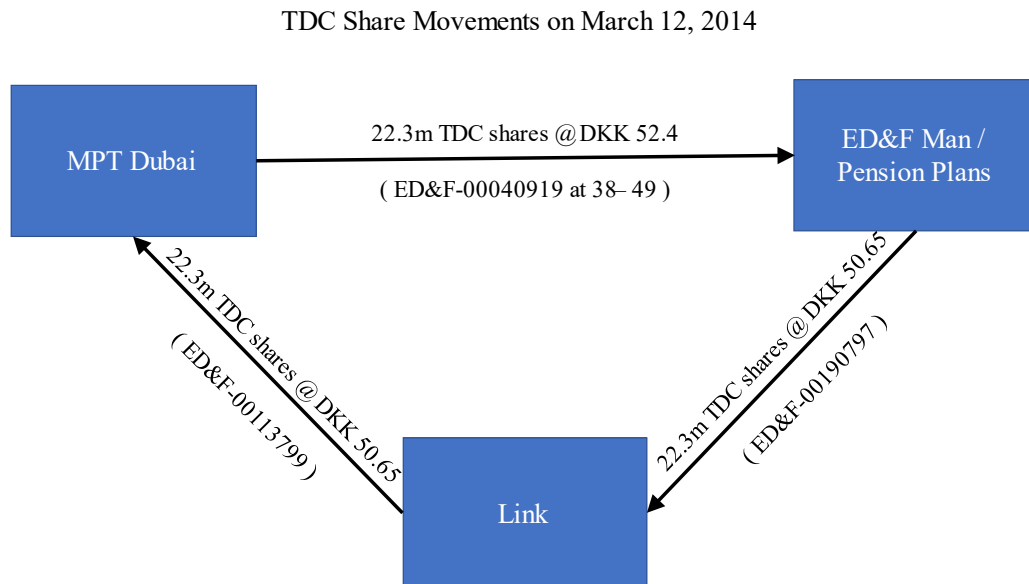 TDC Share Movements on March 12, 2014
MPT Dubai
22.3m TDC shares @ DKK 52.4
( ED&F-00040919 at 38– 49 )
ED&F Man /
Pension Plans
22.3m TDC shares @ DKK 50.65
( ED&F-00190797 )
Link
22.3m TDC shares @ DKK 50.65
( ED&F-00113799 )